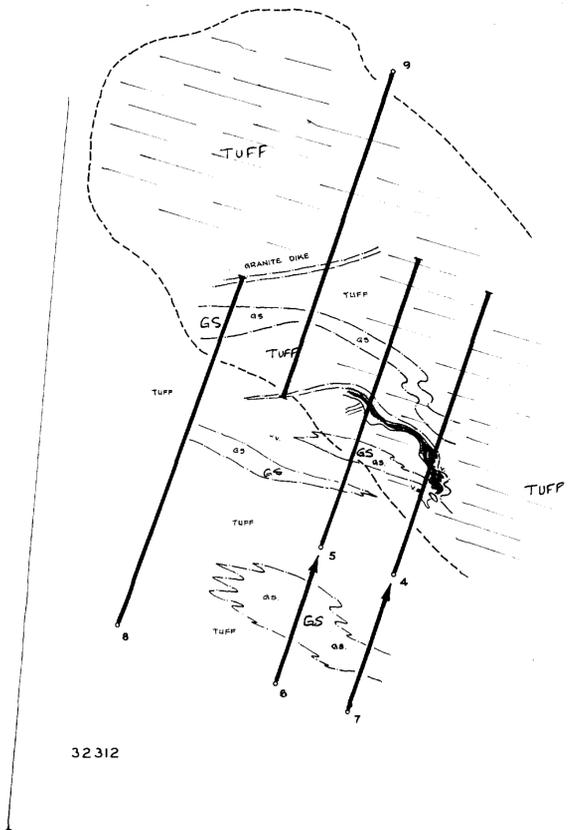 9
TUFF
GRANITE DIKE
TUFF
GS
GS
GS
TUFF
TUFF
V.
GS
GS
GS
GS
V.
TUFF
TUFF
5
4
GS.
GS
TUFF
GS.
8
6
7
32312